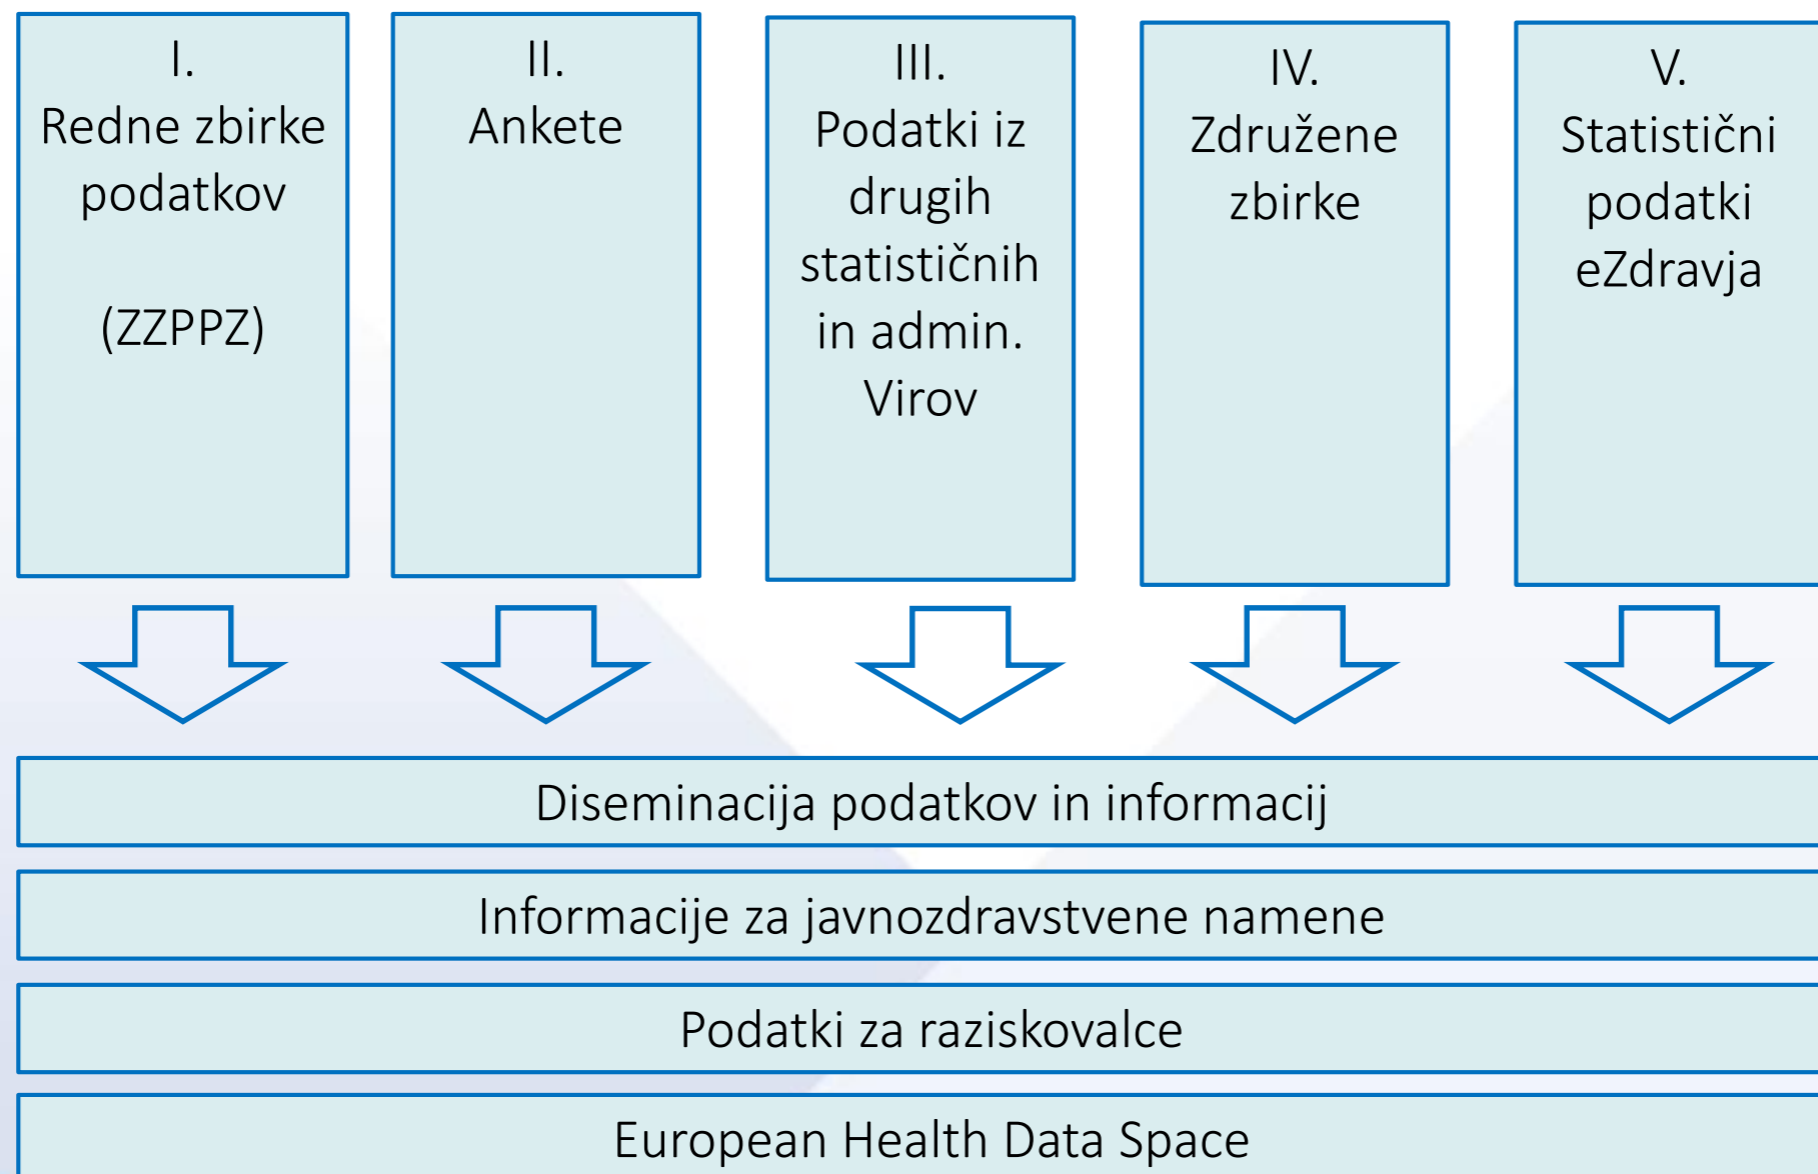 I.
Redne zbirke
podatkov
(ZZPPZ)
II.
Ankete
III.
Podatki iz
drugih
statističnih
in admin.
Virov
IV.
Združene
zbirke
V.
Statistični
podatki
eZdravja
Diseminacija podatkov in informacij
Informacije za javnozdravstvene namene
Podatki za raziskovalce
European Health Data Space